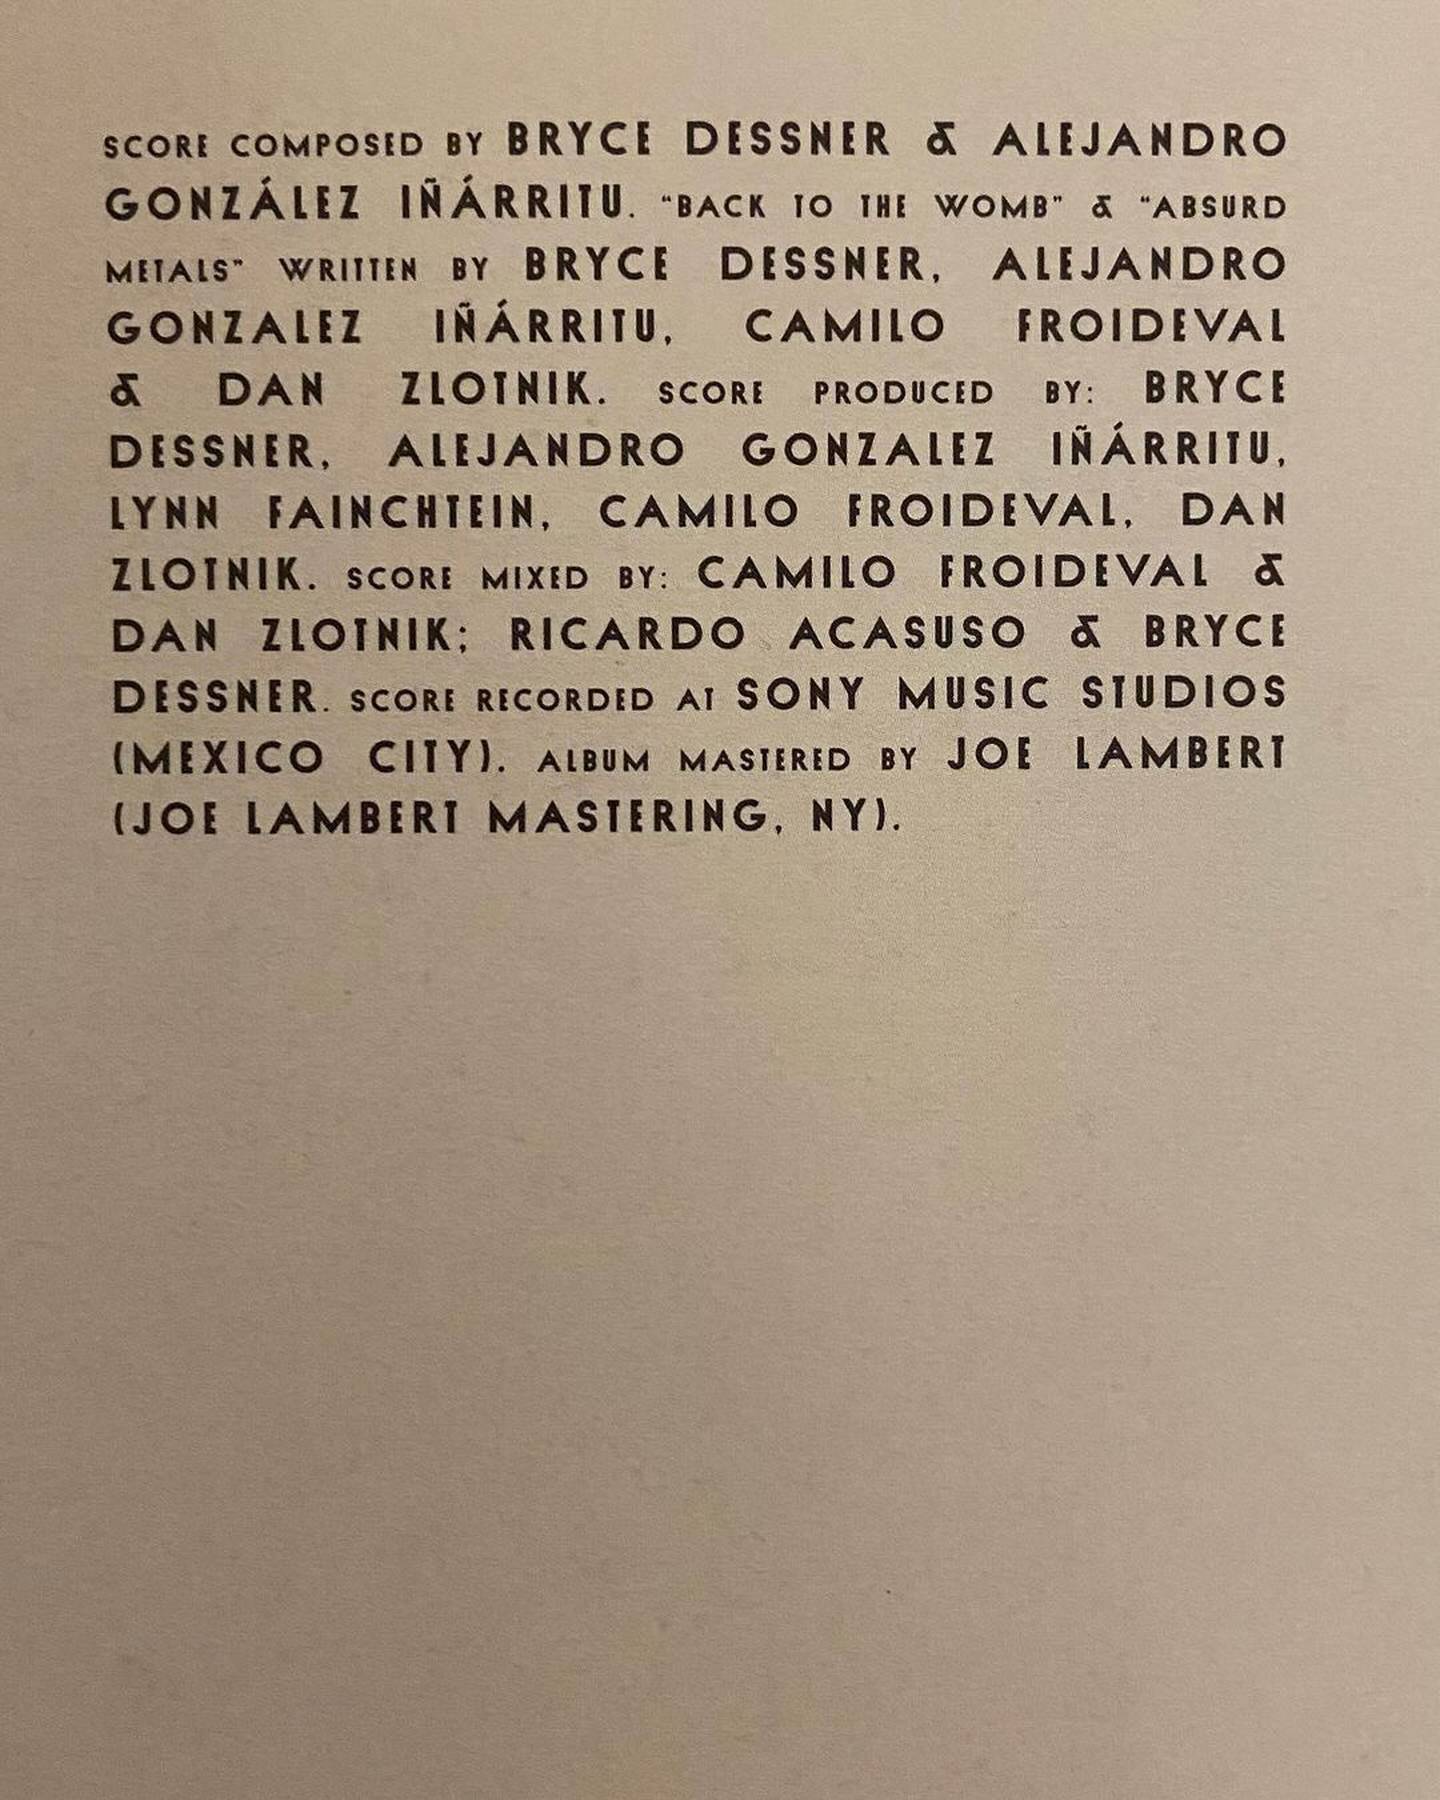 SCORE COMPOSED BY BRYCE DESSNER & ALEJANDRO
GONZÁLEZ IÑÁRRITU. "BACK TO THE WOMB" & "ABSURD
METALS" WRITTEN BY BRYCE DESSNER, ALEJANDRO
GONZALEZ IÑÁRRITU, CAMILO FROIDEVAL
& DAN ZLOTNIK. SCORE PRODUCED BY: BRYCE
DESSNER, ALEJANDRO GONZALEZ IÑÁRRITU,
LYNN FAINCHTEIN, CAMILO FROIDEVAL, DAN
ZLOTNIK. SCORE MIXED BY: CAMILO FROIDEVAL &
DAN ZLOTNIK; RICARDO ACASUSO & BRYCE
DESSNER. SCORE RECORDED AT SONY MUSIC STUDIOS
(MEXICO CITY). ALBUM MASTERED BY JOE LAMBERT
(JOE LAMBERT MASTERING, NY).